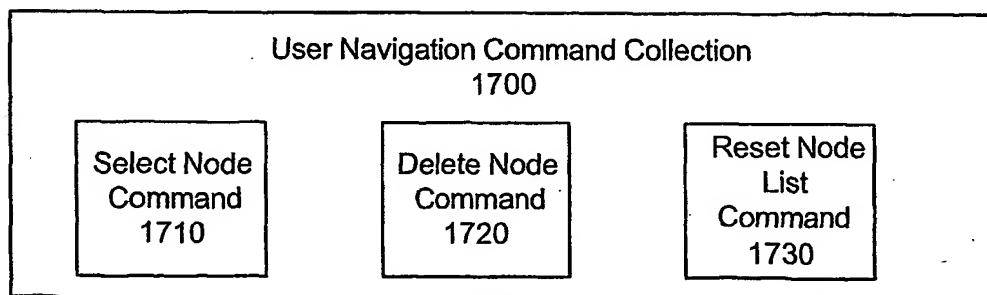 User Navigation Command Collection
1700
Select Node
Command
1710
Delete Node
Command
1720
Reset Node
List
Command
1730